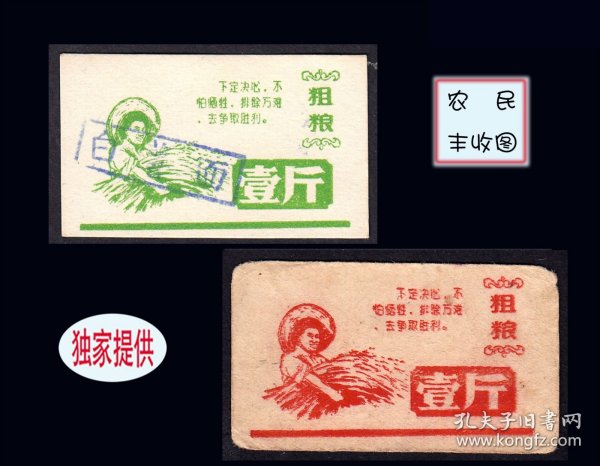 下定决心，不
怕牺牲，排除万难
，去争取胜利。
粗粮
壹斤
农 民
丰收图
下定决心，不
怕牺牲，排除万难
，去争取胜利。
粗粮
壹斤
独家提供
孔夫子旧书网
www.kongfz.com